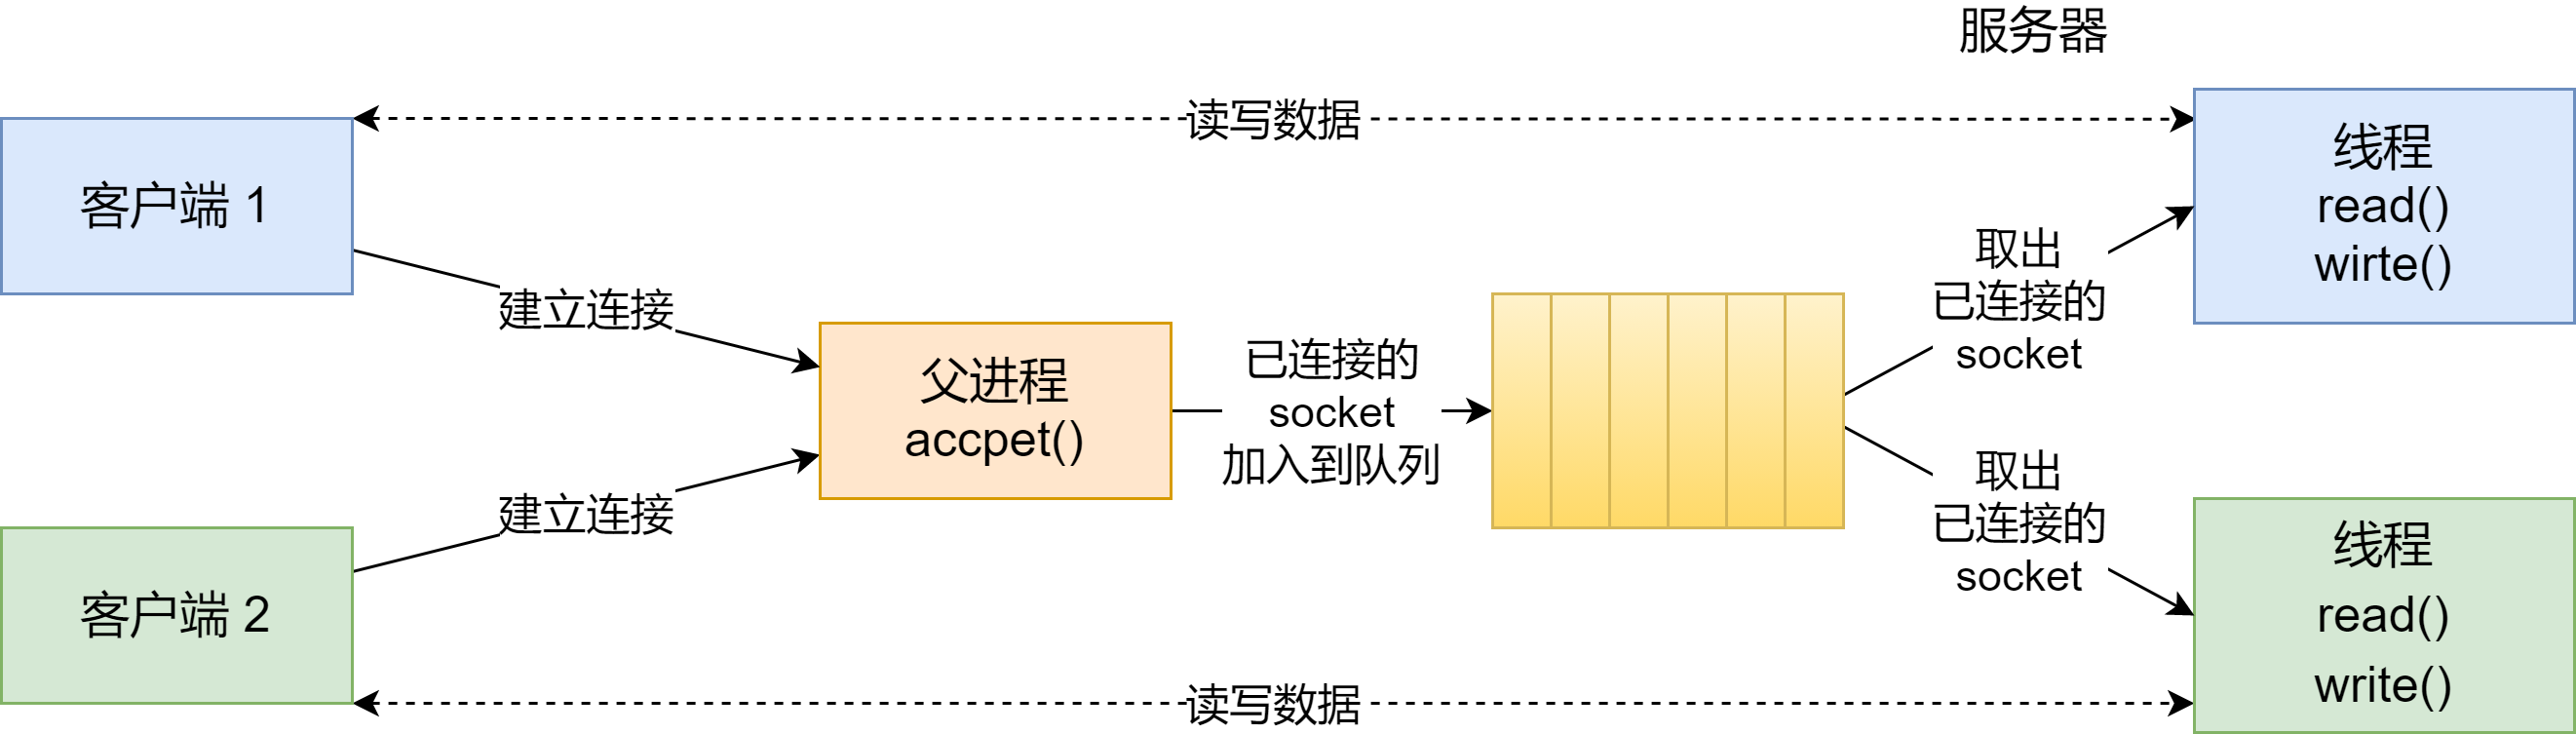 服务器
读写数据
客户端 1
线程
read()
wirte()
建立连接
取出
已连接的
socket
父进程
accpet()
已连接的
socket
加入到队列
建立连接
取出
已连接的
socket
客户端 2
线程
read()
write()
读写数据